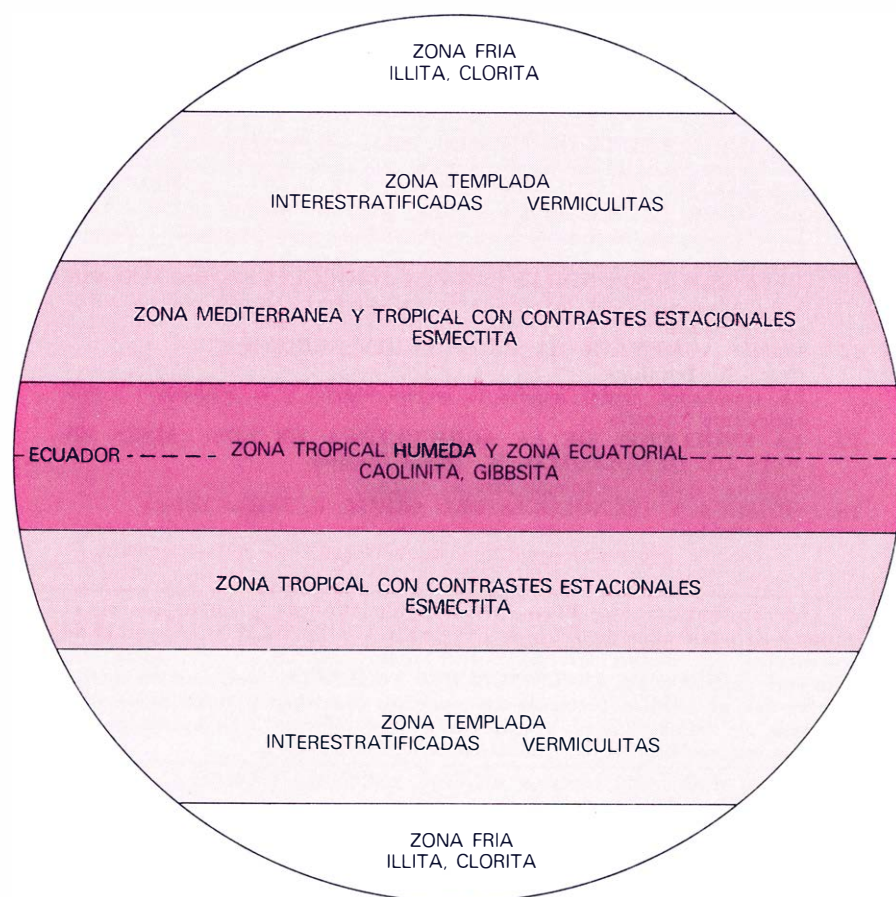 ZONA FRIA
ILLITA, CLORITA
ZONA TEMPLADA
INTERESTRATIFICADAS VERMICULITAS
ZONA MEDITERRANEA Y TROPICAL CON CONTRASTES ESTACIONALES
ESMECTITA
ECUADOR ZONA TROPICAL HUMEDA Y ZONA ECUATORIAL
CAOLINITA, GIBBSITA
ZONA TROPICAL CON CONTRASTES ESTACIONALES
ESMECTITA
ZONA TEMPLADA
INTERESTRATIFICADAS VERMICULITAS
ZONA FRIA
ILLITA, CLORITA